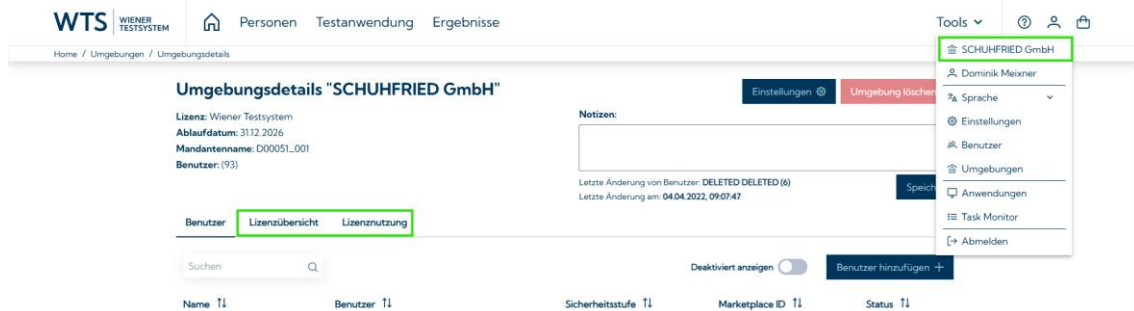 WTS WIENER TESTSYSTEM
Personen Testanwendung Ergebnisse Tools
Home / Umgebungen / Umgebungsdetails
SCHUHFRIED GmbH
Dominik Meixner
Sprache
Einstellungen
Benutzer
Umgebungen
Anwendungen
Task Monitor
Abmelden
Umgebungsdetails "SCHUHFRIED GmbH"
Einstellungen
Umgebung löschen
Lizenz: Wiener Testsystem
Ablaufdatum: 31.12.2026
Mandantenname: D00051_001
Benutzer: (93)
Notizen:
Letzte Änderung von Benutzer: DELETED DELETED (6)
Letzte Änderung am: 04.04.2022, 09:07:47
Speich
Benutzer Lizenzübersicht Lizenznutzung
Suchen
Deaktiviert anzeigen
Benutzer hinzufügen +
Name Benutzer Sicherheitsstufe Marketplace ID Status